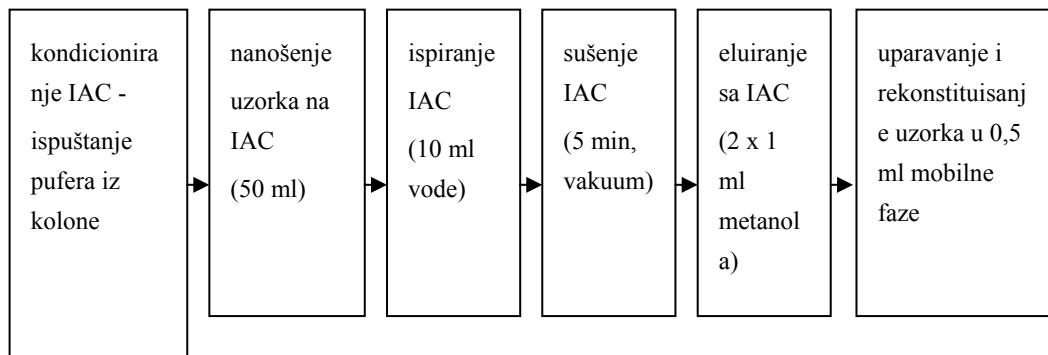 kondicionira
nje IAC -
ispuštanje
pufera iz
kolone
nanošenje
uzorka na
IAC
(50 ml)
ispiranje
IAC
(10 ml
vode)
sušenje
IAC
(5 min,
vakuum)
eluiranje
sa IAC
(2 x 1
ml
metanol
a)
uparavanje i
rekonstituisanj
e uzorka u 0,5
ml mobilne
faze